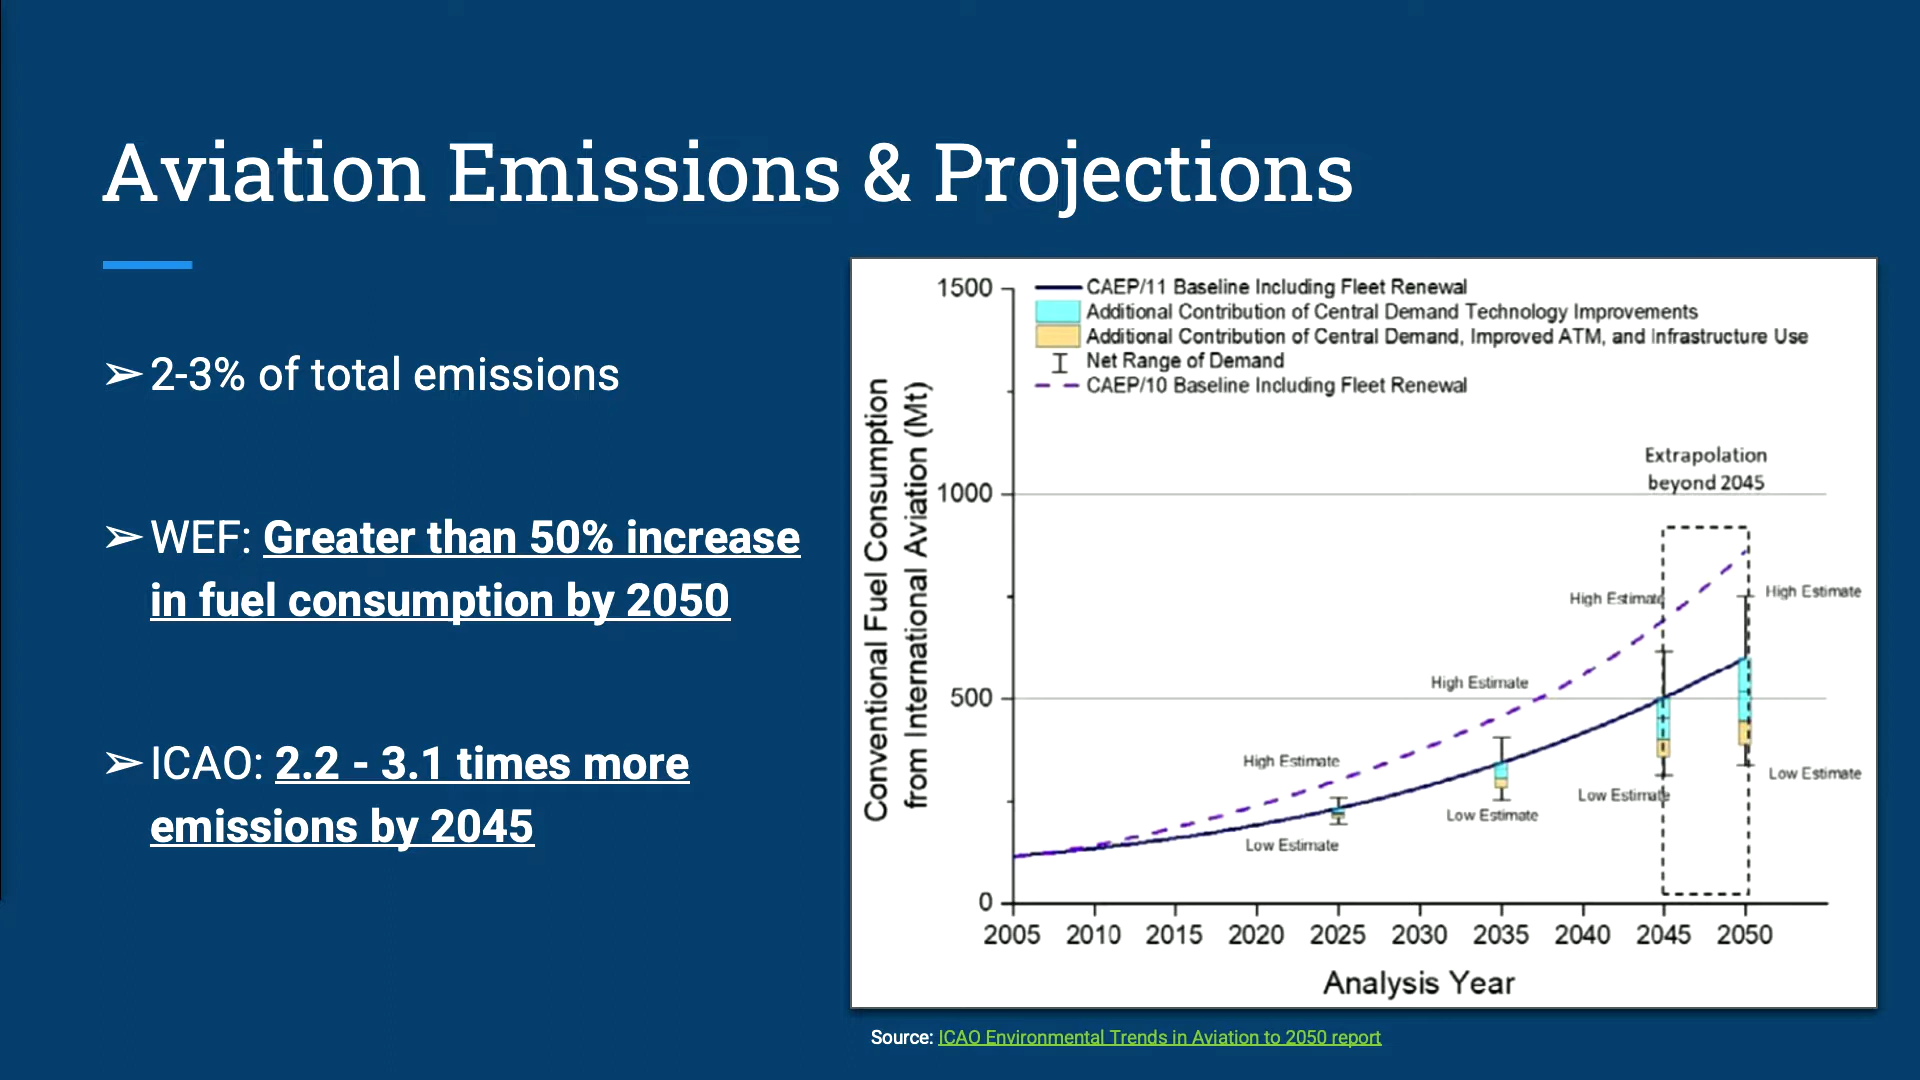 Aviation Emissions & Projections
➢ 2-3% of total emissions
➢ WEF: Greater than 50% increase
in fuel consumption by 2050
➢ ICAO: 2.2 - 3.1 times more
emissions by 2045
Conventional Fuel Consumption
from International Aviation (Mt)
1500
1000
500
0
CAEP/11 Baseline Including Fleet Renewal
Additional Contribution of Central Demand Technology Improvements
Additional Contribution of Central Demand, Improved ATM, and Infrastructure Use
Net Range of Demand
CAEP/10 Baseline Including Fleet Renewal
Extrapolation
beyond 2045
High Estimate
High Estimate
High Estimate
High Estimate
Low Estimate
Low Estimate
Low Estimate
Low Estimate
2005 2010 2015 2020 2025 2030 2035 2040 2045 2050
Analysis Year
Source: ICAO Environmental Trends in Aviation to 2050 report